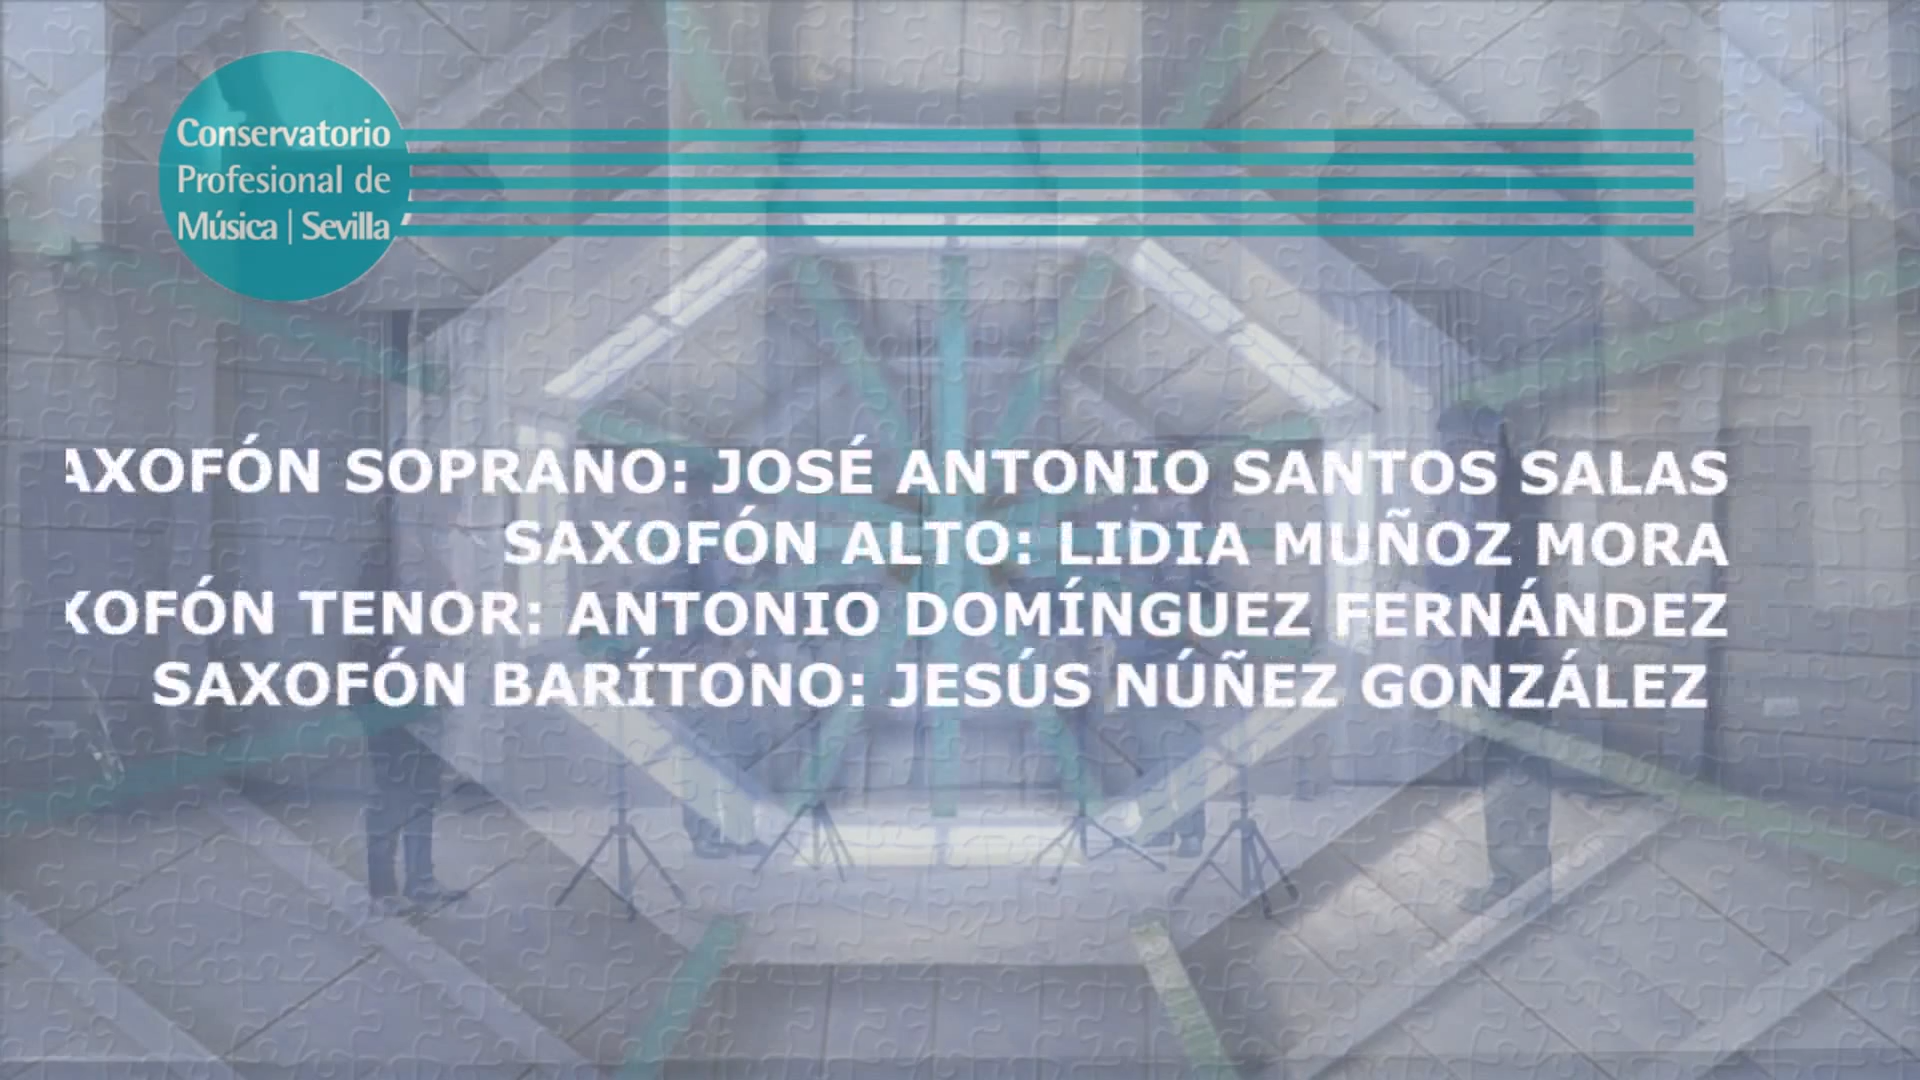 Conservatorio
Profesional de
Música | Sevilla
AXOFÓN SOPRANO: JOSÉ ANTONIO SANTOS SALAS
SAXOFÓN ALTO: LIDIA MUÑOZ MORA
XOFÓN TENOR: ANTONIO DOMÍNGUEZ FERNÁNDEZ
SAXOFÓN BARÍTONO: JESÚS NÚÑEZ GONZÁLEZ